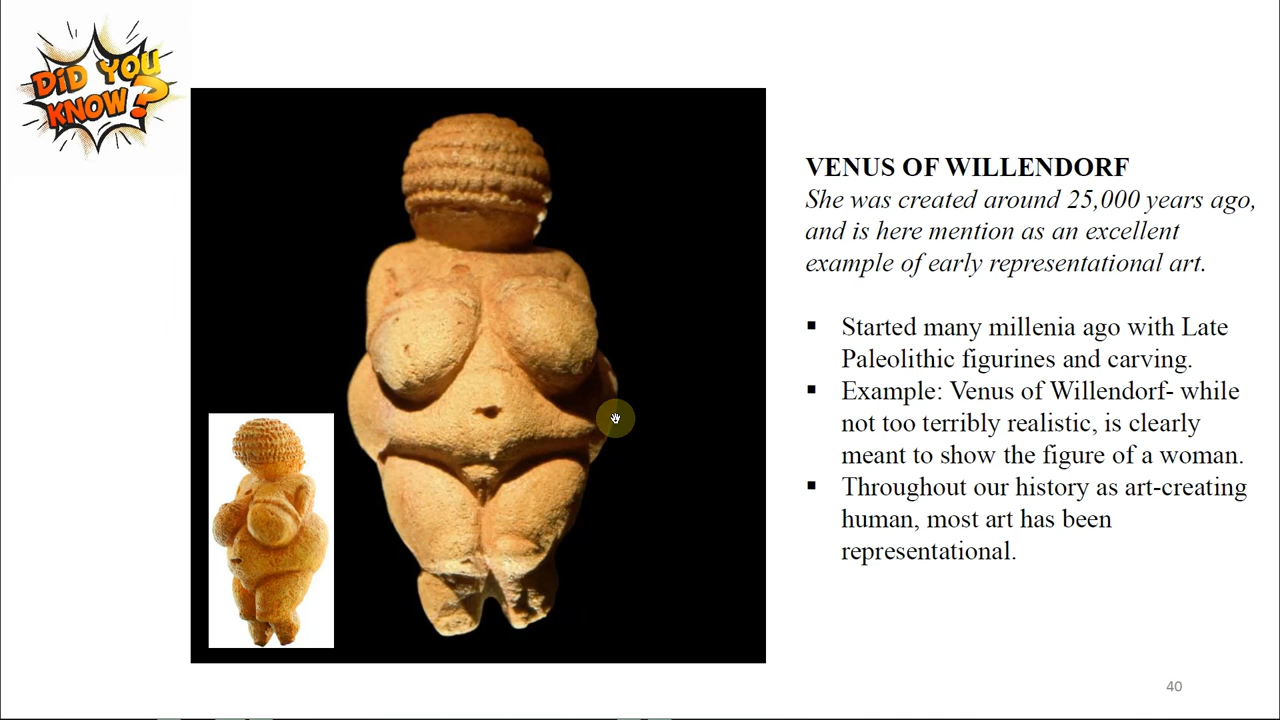 DID YOU
KNOW?
VENUS OF WILLENDORF
She was created around 25,000 years ago,
and is here mention as an excellent
example of early representational art.
▪ Started many millenia ago with Late
Paleolithic figurines and carving.
▪ Example: Venus of Willendorf- while
not too terribly realistic, is clearly
meant to show the figure of a woman.
▪ Throughout our history as art-creating
human, most art has been
representational.
40